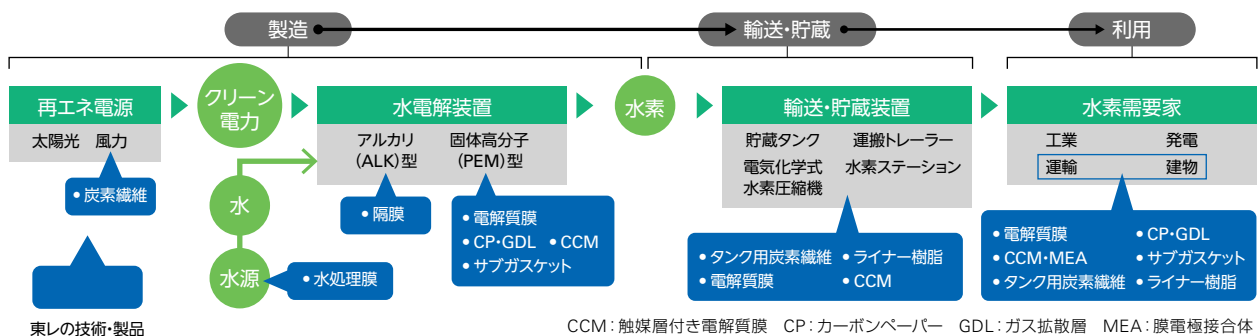 製造
輸送・貯蔵
利用
再エネ電源
太陽光 風力
• 炭素繊維
クリーン
電力
水
水源
• 水処理膜
水電解装置
アルカリ
(ALK)型
固体高分子
(PEM)型
• 隔膜
• 電解質膜
• CP・GDL • CCM
• サブガスケット
水素
輸送・貯蔵装置
貯蔵タンク 運搬トレーラー
電気化学式 水素ステーション
水素圧縮機
• タンク用炭素繊維 • ライナー樹脂
• 電解質膜 • CCM
水素需要家
工業 発電
運輸 建物
• 電解質膜 • CP・GDL
• CCM・MEA • サブガスケット
• タンク用炭素繊維 • ライナー樹脂
東レの技術・製品
CCM：触媒層付き電解質膜 CP：カーボンペーパー GDL：ガス拡散層 MEA：膜電極接合体